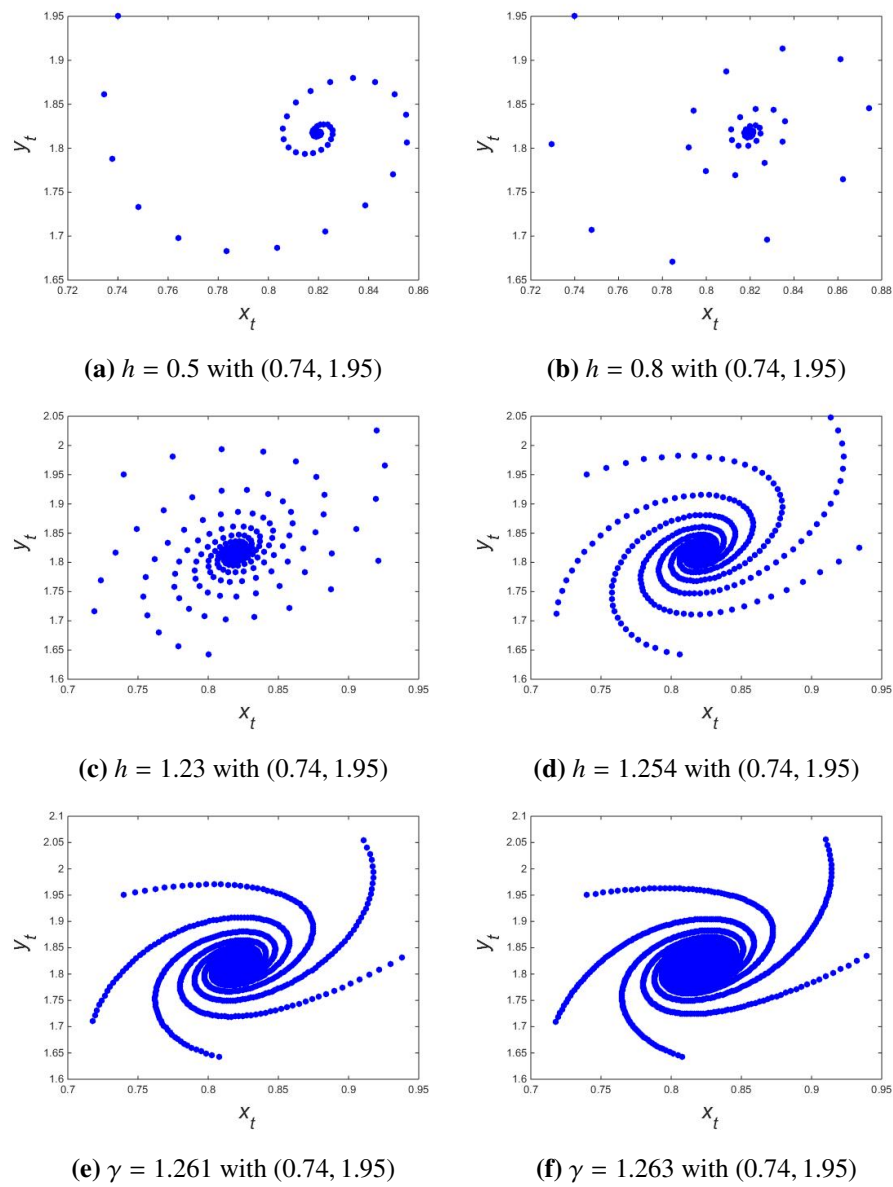 1.95
1.9
1.85
1.8
1.75
1.7
1.65
y_t
0.72 0.74 0.76 0.78 0.8 0.82 0.84 0.86
x_t
(a) h = 0.5 with (0.74, 1.95)
1.95
1.9
1.85
1.8
1.75
1.7
1.65
y_t
0.72 0.74 0.76 0.78 0.8 0.82 0.84 0.86 0.88
x_t
(b) h = 0.8 with (0.74, 1.95)
2.05
2
1.95
1.9
1.85
1.8
1.75
1.7
1.65
1.6
y_t
0.7 0.75 0.8 0.85 0.9 0.95
x_t
(c) h = 1.23 with (0.74, 1.95)
2.05
2
1.95
1.9
1.85
1.8
1.75
1.7
1.65
1.6
y_t
0.7 0.75 0.8 0.85 0.9 0.95
x_t
(d) h = 1.254 with (0.74, 1.95)
2.1
2.05
2
1.95
1.9
1.85
1.8
1.75
1.7
1.65
1.6
y_t
0.7 0.75 0.8 0.85 0.9 0.95
x_t
(e) γ = 1.261 with (0.74, 1.95)
2.1
2.05
2
1.95
1.9
1.85
1.8
1.75
1.7
1.65
1.6
y_t
0.7 0.75 0.8 0.85 0.9 0.95
x_t
(f) γ = 1.263 with (0.74, 1.95)